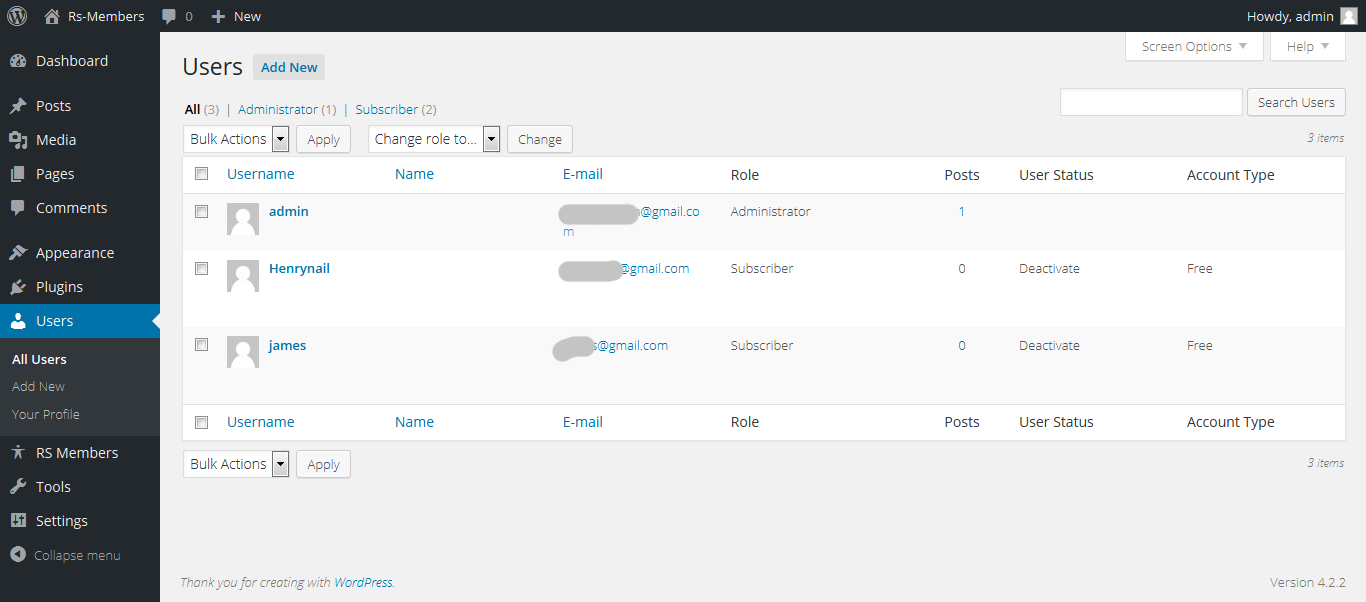 Rs-Members 0 New Howdy, admin
Screen Options Help
Dashboard
Posts
Media
Pages
Comments
Appearance
Plugins
Users
All Users
Add New
Your Profile
RS Members
Tools
Settings
Collapse menu
Users Add New
All (3) | Administrator (1) | Subscriber (2)
Search Users
Bulk Actions Apply Change role to... Change
3 items
Username Name E-mail Role Posts User Status Account Type
admin @gmail.co Administrator 1
m
Henrynail @gmail.com Subscriber 0 Deactivate Free
james s@gmail.com Subscriber 0 Deactivate Free
Username Name E-mail Role Posts User Status Account Type
Bulk Actions Apply
3 items
Thank you for creating with WordPress.
Version 4.2.2